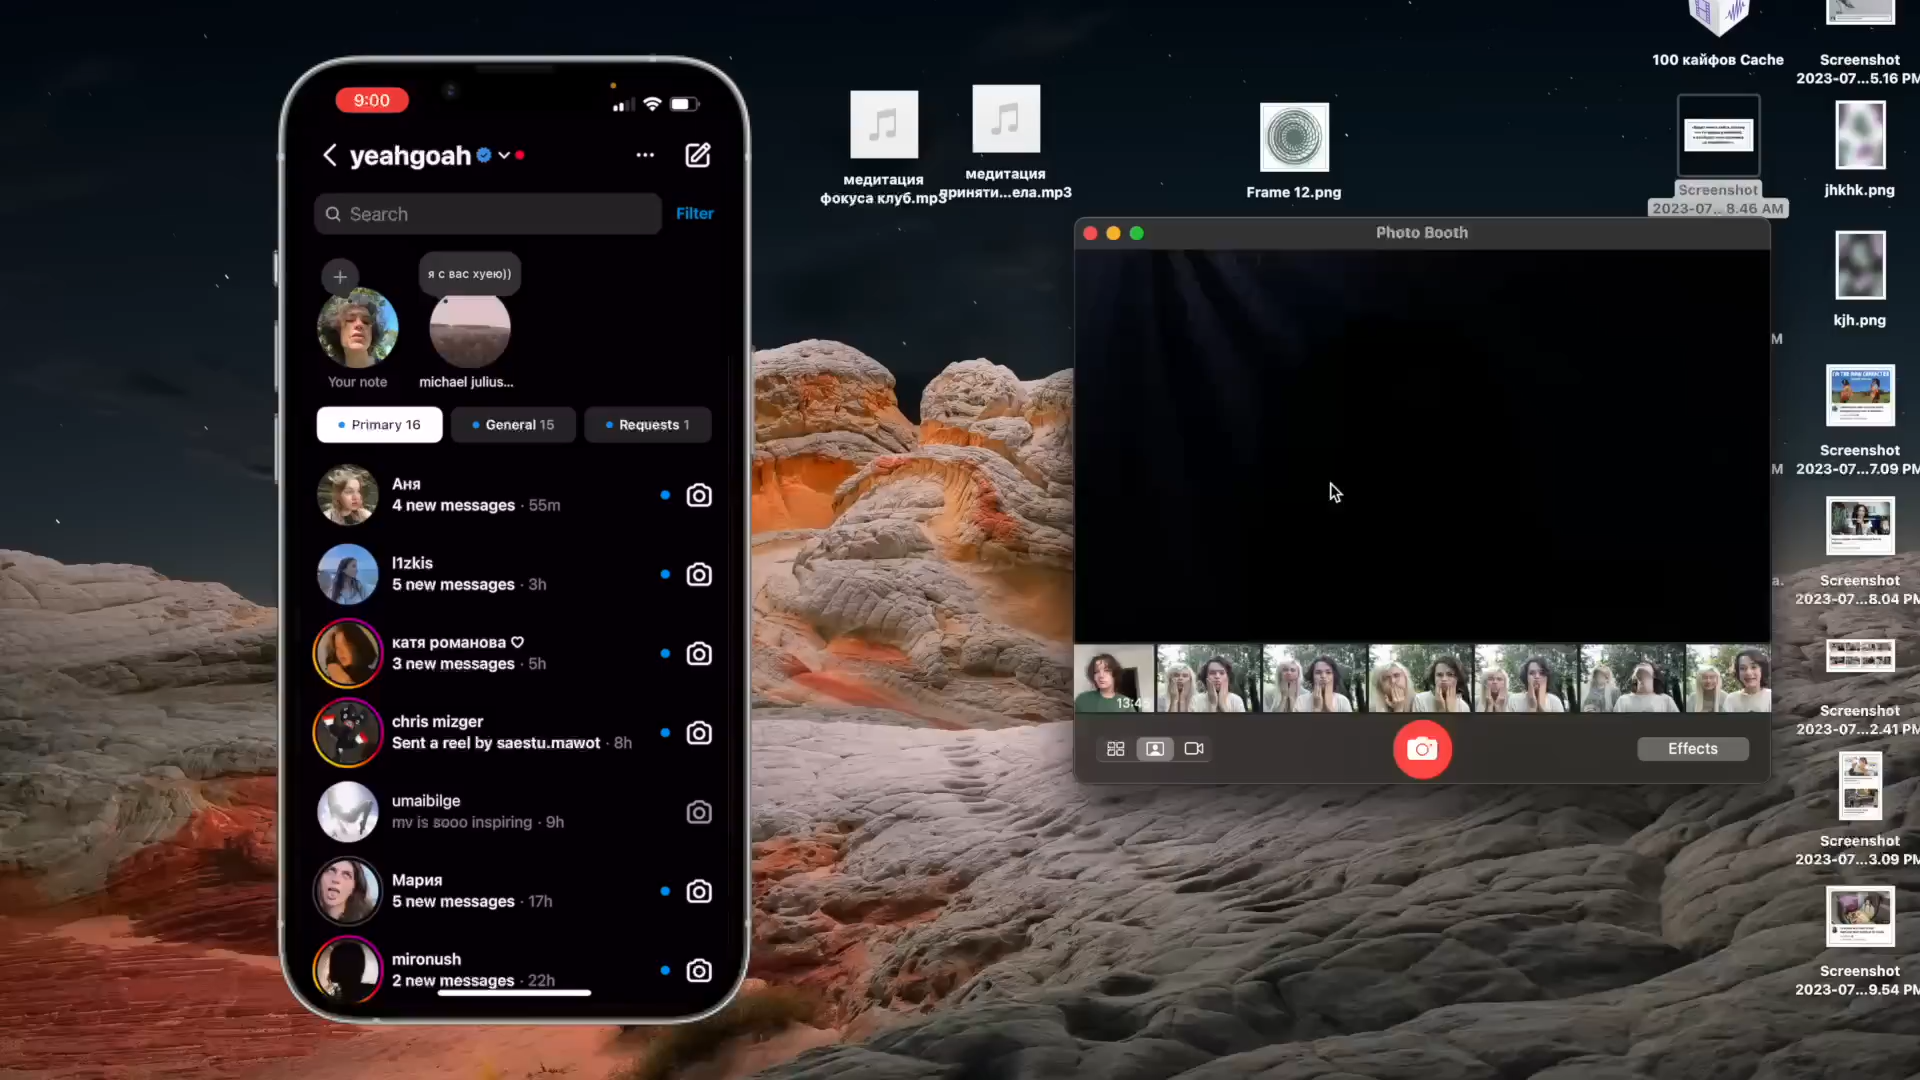 9:00
yeahgoah
Search
Filter
я с вас хуею))
Your note
michael julius...
Primary 16
General 15
Requests 1
Аня
4 new messages · 55m
l1zkis
5 new messages · 3h
катя романова ♡
3 new messages · 5h
chris mizger
Sent a reel by saestu.mawot · 8h
umaibilge
mv is sooo inspiring · 9h
Мария
5 new messages · 17h
mironush
2 new messages · 22h
медитация
фокуса клуб.mp3
медитация
приняти...ела.mp3
Frame 12.png
100 кайфов Cache
Screenshot
2023-07...8.46 AM
Photo Booth
13:4
Effects
Screenshot
2023-07...5.16 PM
jhkhk.png
kjh.png
M
M
a.
Screenshot
2023-07...7.09 PM
Screenshot
2023-07...8.04 PM
Screenshot
2023-07...2.41 PM
Screenshot
2023-07...3.09 PM
Screenshot
2023-07...9.54 PM